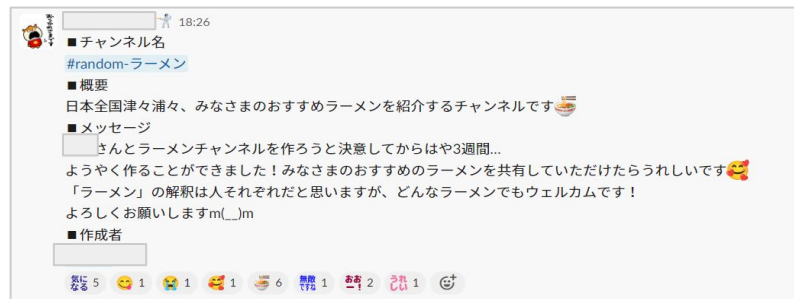 18:26
■チャンネル名
#random-ラーメン
■概要
日本全国津々浦々、みなさまのおすすめラーメンを紹介するチャンネルです🍜
■メッセージ
さんとラーメンチャンネルを作ろうと決意してからはや3週間…
ようやく作ることができました！みなさまのおすすめのラーメンを共有していただけたらうれしいです🥰
「ラーメン」の解釈は人それぞれだと思いますが、どんなラーメンでもウェルカムです！
よろしくお願いしますm(__)m
■作成者
気になる 5 😋 1 😭 1 🥰 1 🍜 6 無敵ですね 1 おおー！ 2 うれしい 1